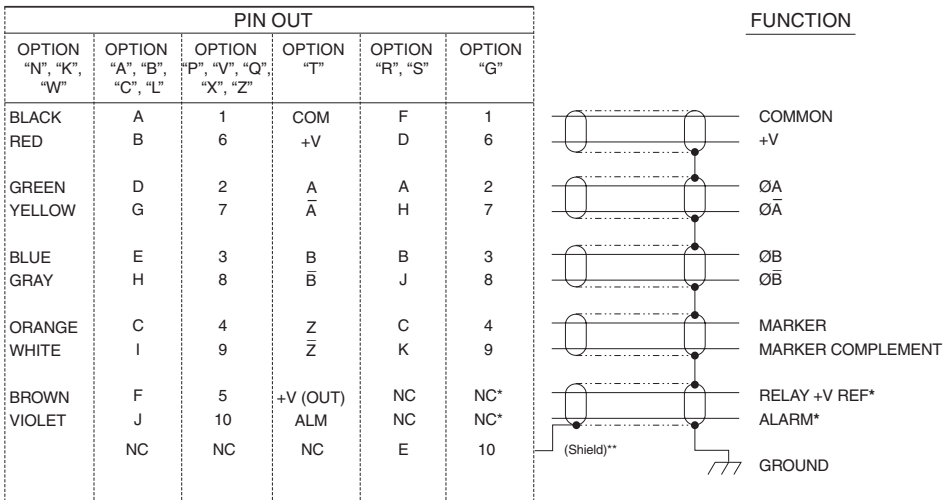 PIN OUT FUNCTION
OPTION OPTION OPTION OPTION OPTION OPTION
“N”, “K”, “A”, “B”, “P”, “V”, “Q”, “T” “R”, “S” “G”
“W” “C”, “L” “X”, “Z”
BLACK A 1 COM F 1 COMMON
RED B 6 +V D 6 +V
GREEN D 2 A A 2 ØA
YELLOW G 7 A̅ H 7 ØA̅
BLUE E 3 B B 3 ØB
GRAY H 8 B̅ J 8 ØB̅
ORANGE C 4 Z C 4 MARKER
WHITE I 9 Z̅ K 9 MARKER COMPLEMENT
BROWN F 5 +V (OUT) NC NC* RELAY +V REF*
VIOLET J 10 ALM NC NC* ALARM*
NC NC NC E 10 (Shield)**
GROUND